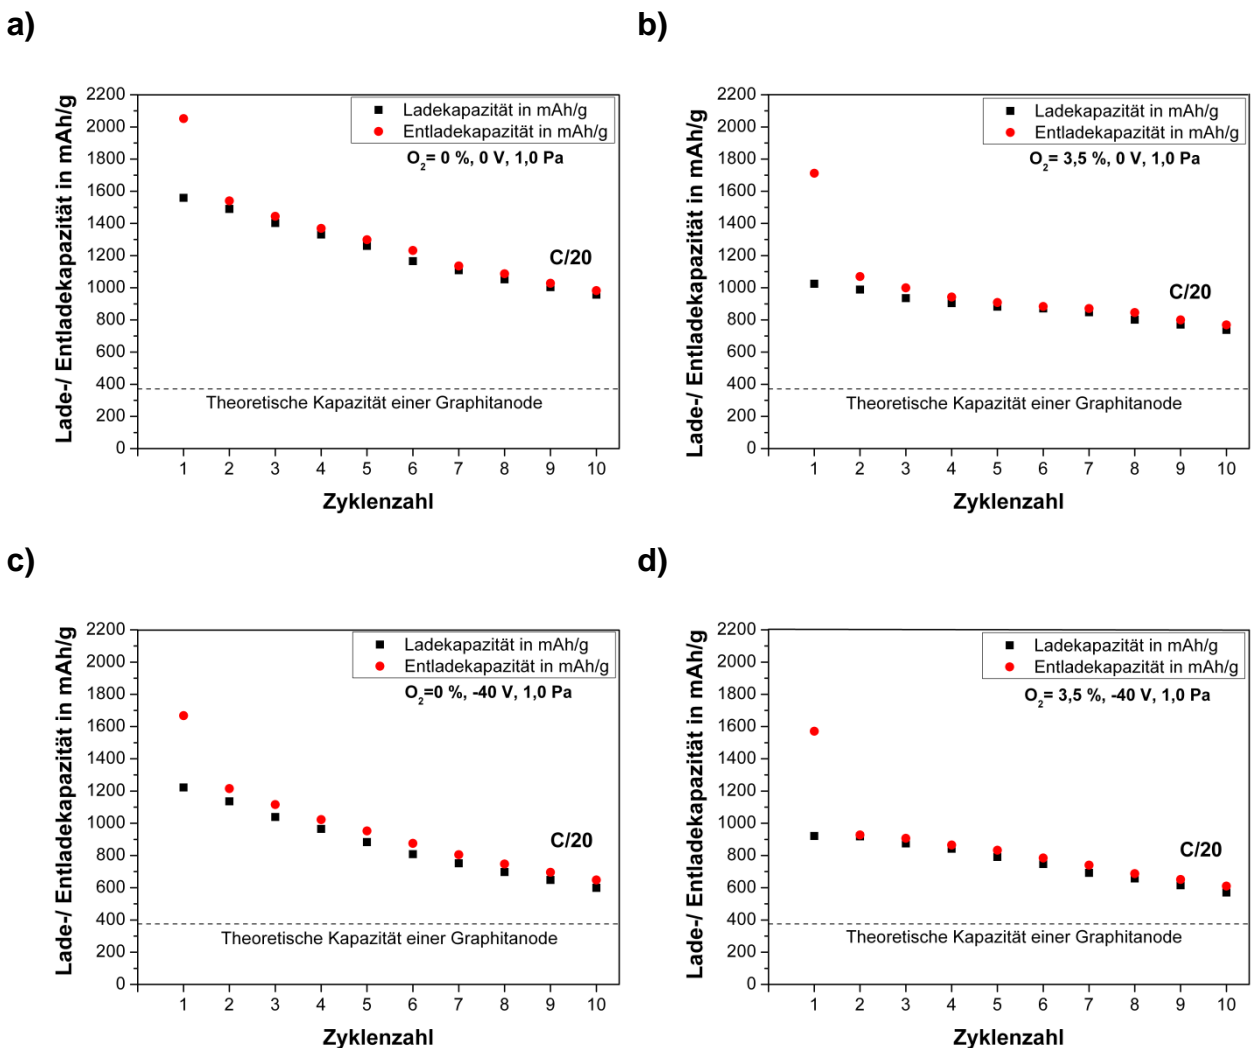 a)
Lade-/ Entladekapazität in mAh/g
2200
2000
1800
1600
1400
1200
1000
800
600
400
200
0
Ladekapazität in mAh/g
Entladekapazität in mAh/g
O₂= 0 %, 0 V, 1,0 Pa
C/20
Theoretische Kapazität einer Graphitanode
1 2 3 4 5 6 7 8 9 10
Zyklenzahl
b)
Lade-/ Entladekapazität in mAh/g
2200
2000
1800
1600
1400
1200
1000
800
600
400
200
0
Ladekapazität in mAh/g
Entladekapazität in mAh/g
O₂= 3,5 %, 0 V, 1,0 Pa
C/20
Theoretische Kapazität einer Graphitanode
1 2 3 4 5 6 7 8 9 10
Zyklenzahl
c)
Lade-/ Entladekapazität in mAh/g
2200
2000
1800
1600
1400
1200
1000
800
600
400
200
0
Ladekapazität in mAh/g
Entladekapazität in mAh/g
O₂=0 %, -40 V, 1,0 Pa
C/20
Theoretische Kapazität einer Graphitanode
1 2 3 4 5 6 7 8 9 10
Zyklenzahl
d)
Lade-/ Entladekapazität in mAh/g
2200
2000
1800
1600
1400
1200
1000
800
600
400
200
0
Ladekapazität in mAh/g
Entladekapazität in mAh/g
O₂= 3,5 %, -40 V, 1,0 Pa
C/20
Theoretische Kapazität einer Graphitanode
1 2 3 4 5 6 7 8 9 10
Zyklenzahl